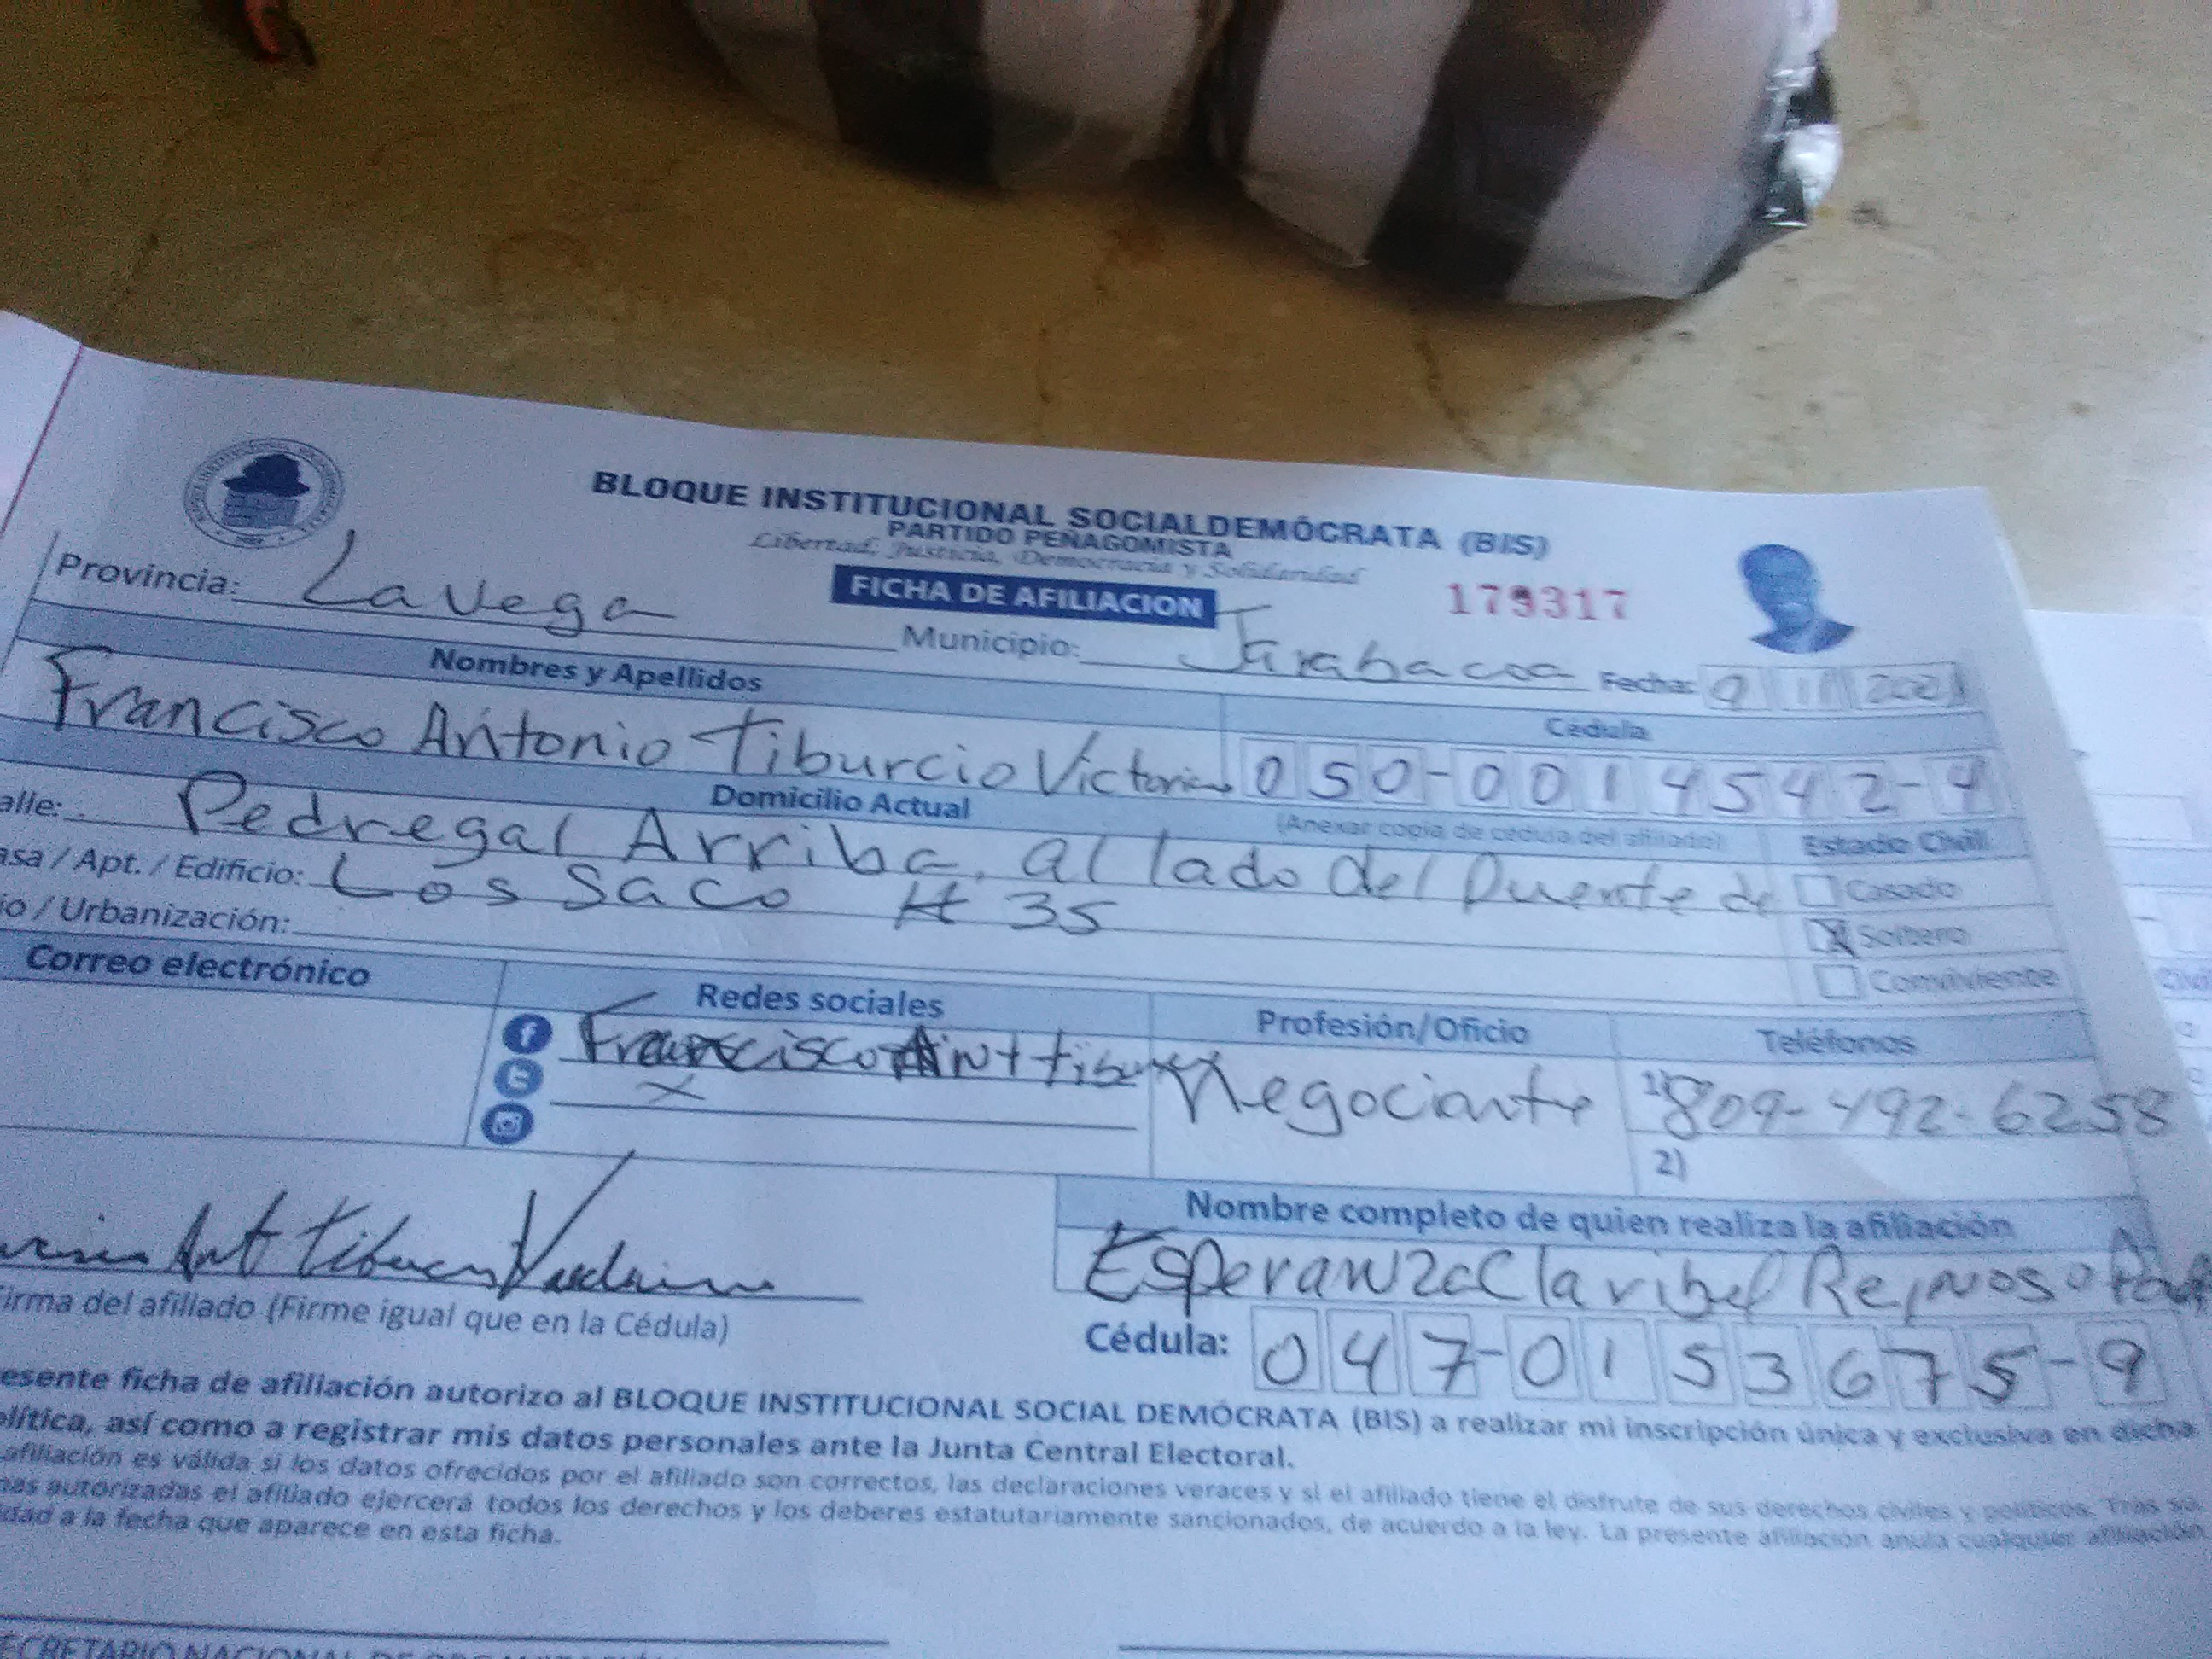 BLOQUE INSTITUCIONAL SOCIALDEMÓCRATA (BIS)
PARTIDO PEÑAGOMISTA
Libertad, Justicia, Democracia y Solidaridad
FICHA DE AFILIACION
179317
Provincia: La Vega
Municipio: Jarabacoa Fecha: 9 11 2021
Nombres y Apellidos
Cédula
Francisco Antonio Tiburcio Victoria 050-0014542-4
Domicilio Actual
(Anexar copia de cédula del afiliado)
Estado Civil
alle: Pedregal Arriba, al lado del Puente de
Casado
asa / Apt. / Edificio: Los Saco # 35
X Soltero
io / Urbanización:
Conviviente
Correo electrónico
Redes sociales
Profesión/Oficio
Teléfonos
Francisco Ant
X
Negociante
1) 809-492-6258
2)
Nombre completo de quien realiza la afiliación
Esperanza Claribel Reinoso
Firma del afiliado (Firme igual que en la Cédula)
Cédula: 047-0153675-9
esente ficha de afiliación autorizo al BLOQUE INSTITUCIONAL SOCIAL DEMÓCRATA (BIS) a realizar mi inscripción única y exclusiva en dicha
olítica, así como a registrar mis datos personales ante la Junta Central Electoral.
afiliación es válida si los datos ofrecidos por el afiliado son correctos, las declaraciones veraces y si el afiliado tiene el disfrute de sus derechos civiles y políticos. Tras su
nes autorizadas el afiliado ejercerá todos los derechos y los deberes estatutariamente sancionados, de acuerdo a la ley. La presente afiliación anula cualquier afiliación
idad a la fecha que aparece en esta ficha.
SECRETARIO NACIONAL DE